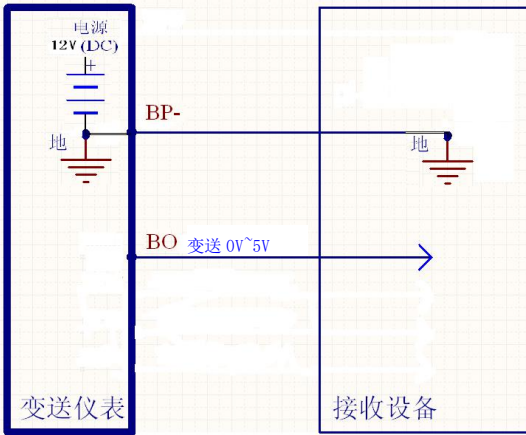 电源
12V(DC)
+
BP-
地
地
BO 变送 0V~5V
变送仪表
接收设备